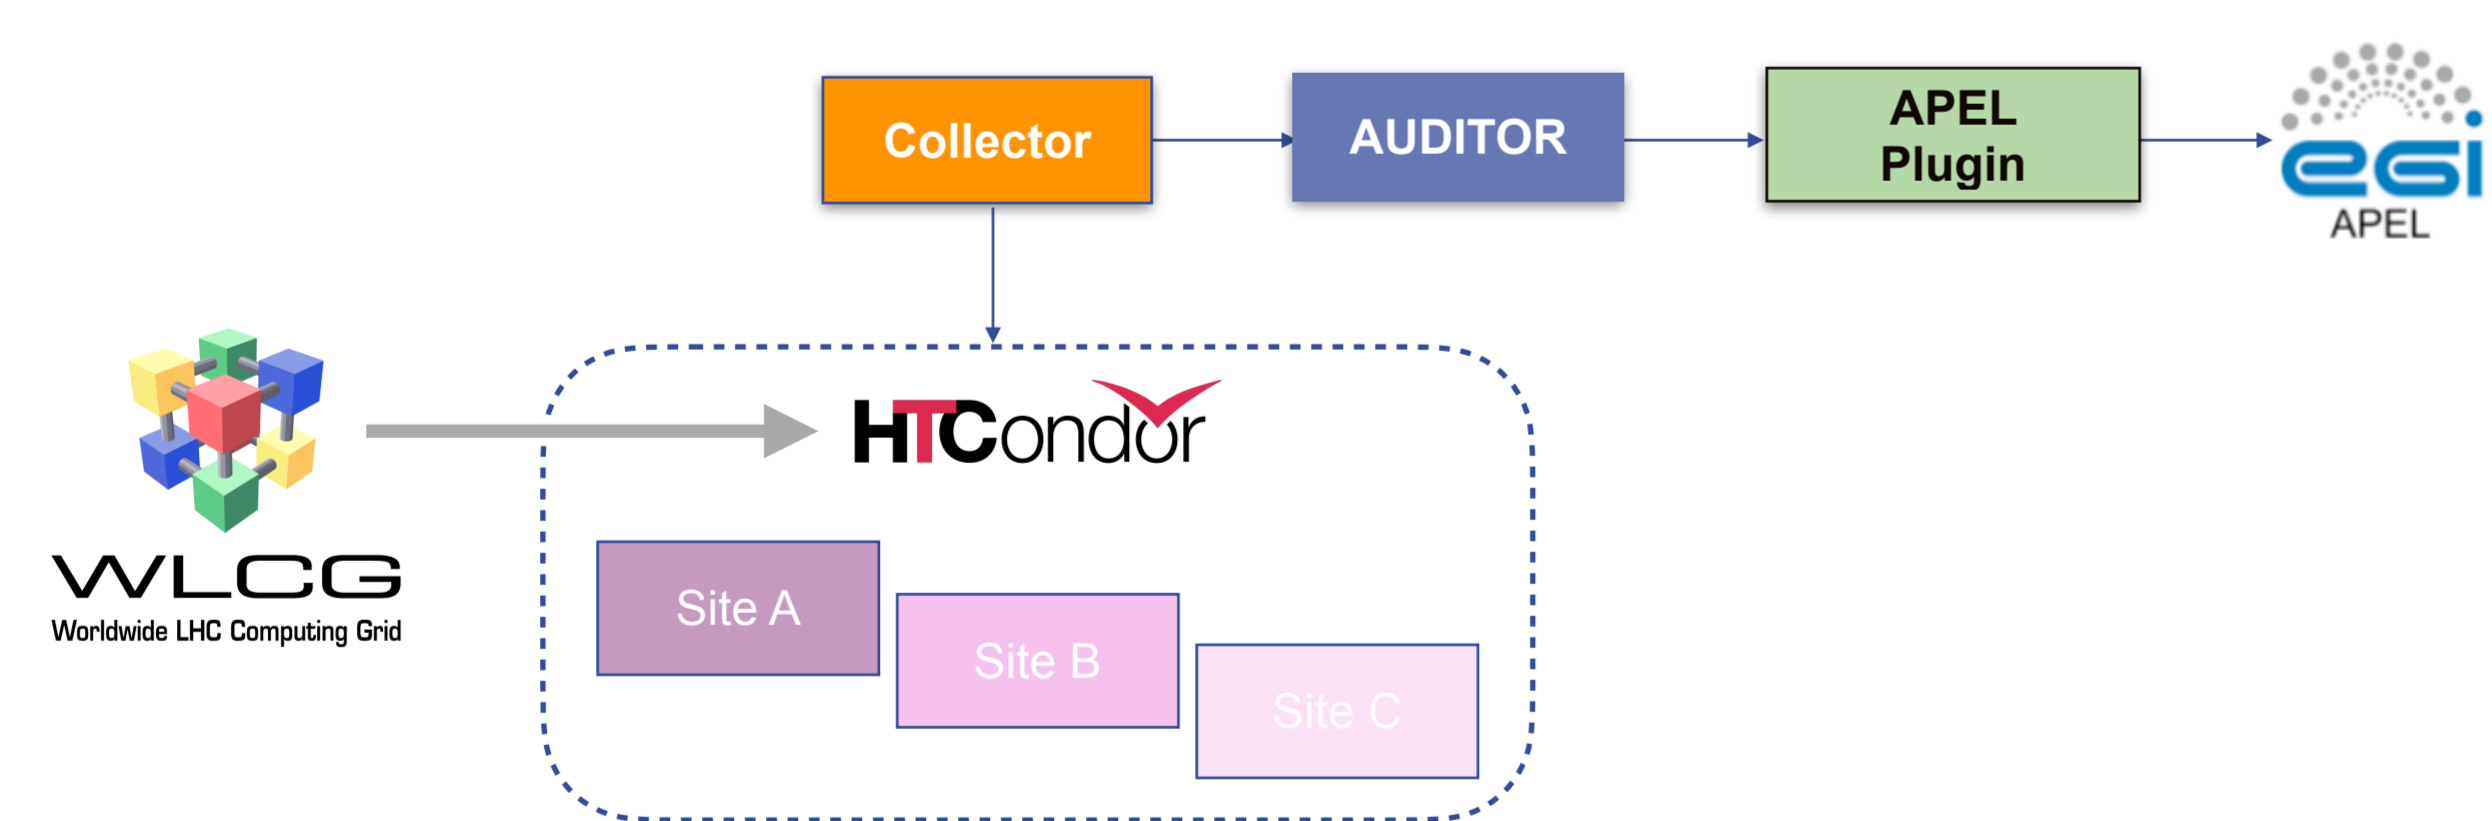 Collector
AUDITOR
APEL
Plugin
egi
APEL
HTCondor
WLCG
Worldwide LHC Computing Grid
Site A
Site B
Site C